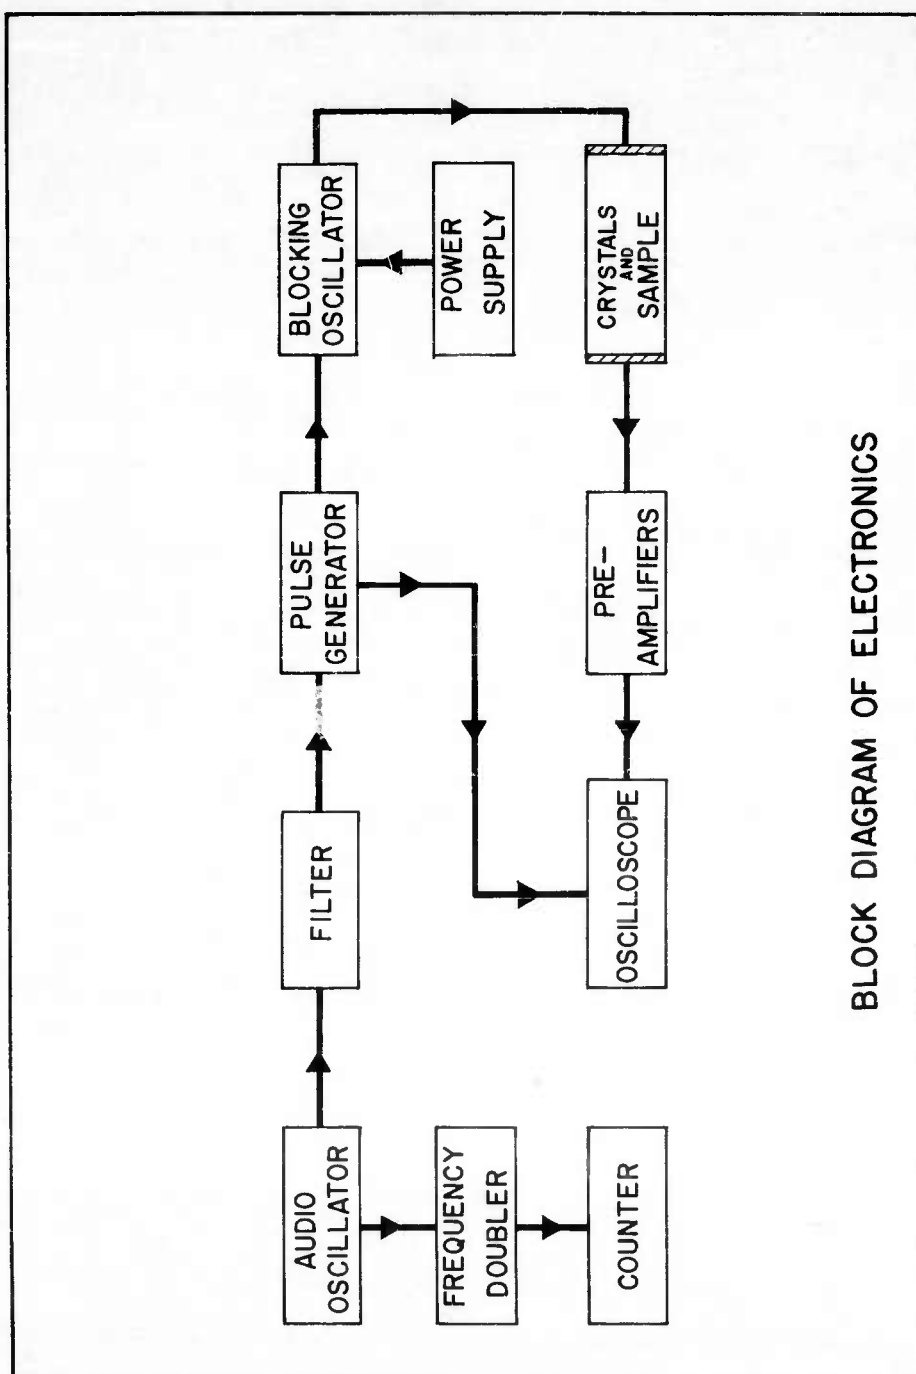 AUDIO
OSCILLATOR
FILTER
PULSE
GENERATOR
BLOCKING
OSCILLATOR
FREQUENCY
DOUBLER
POWER
SUPPLY
COUNTER
OSCILLOSCOPE
PRE-
AMPLIFIERS
CRYSTALS
AND
SAMPLE
BLOCK DIAGRAM OF ELECTRONICS